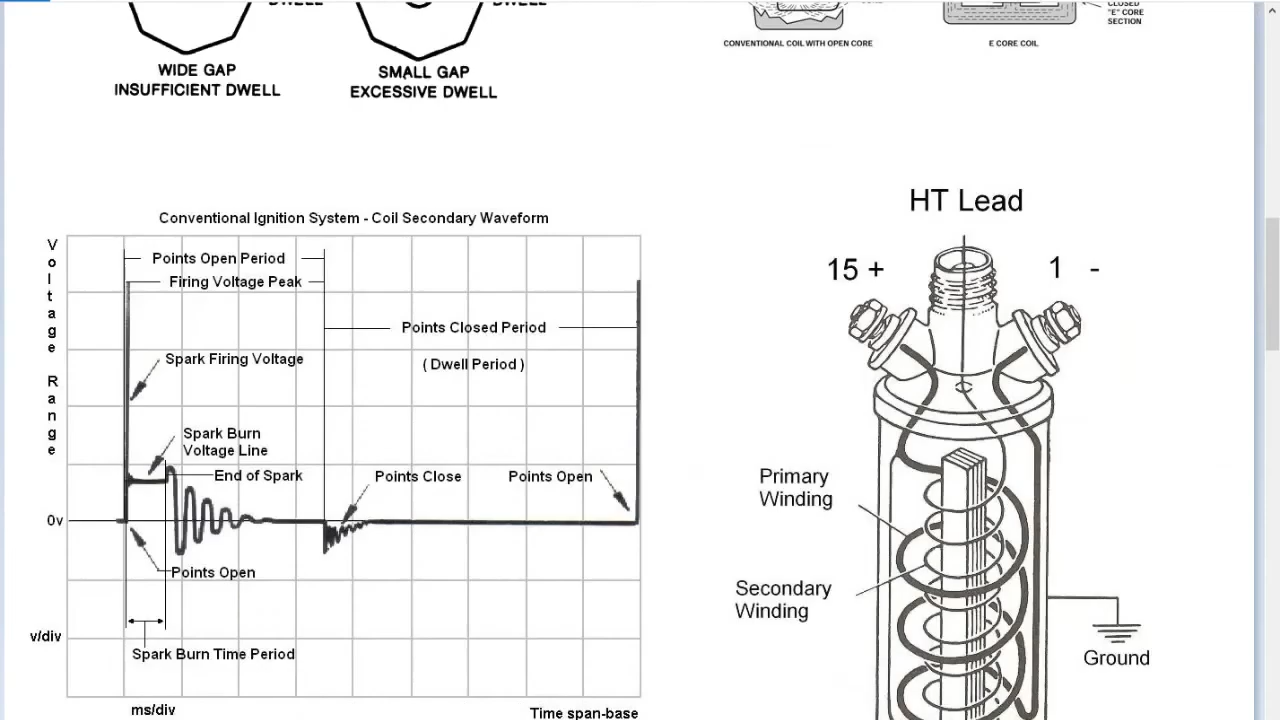 DWELL
DWELL
WIDE GAP
INSUFFICIENT DWELL
SMALL GAP
EXCESSIVE DWELL
CONVENTIONAL COIL WITH OPEN CORE
CLOSED
"E" CORE
SECTION
E CORE COIL
Conventional Ignition System - Coil Secondary Waveform
Voltage Range
Points Open Period
Firing Voltage Peak
Points Closed Period
( Dwell Period )
Spark Firing Voltage
Spark Burn
Voltage Line
End of Spark
Points Close
Points Open
0v
Points Open
v/div
Spark Burn Time Period
ms/div
Time span-base
HT Lead
15 +
1 -
Primary
Winding
Secondary
Winding
Ground